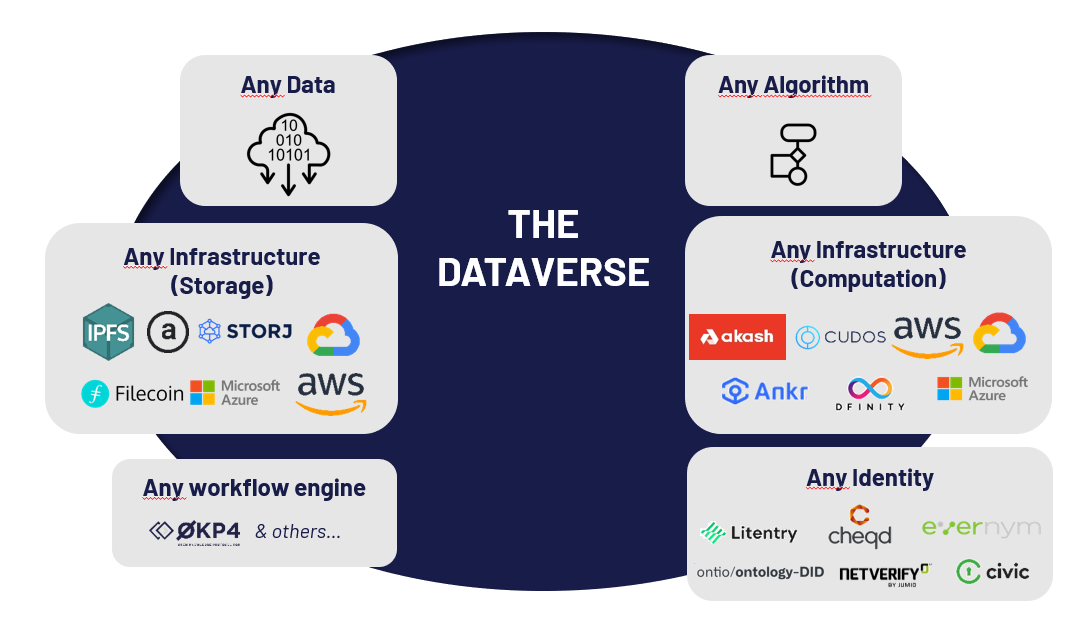 Any Data
10
010
10101
Any Algorithm
THE
DATAVERSE
Any Infrastructure
(Storage)
IPFS
a
STORJ
Filecoin
Microsoft
Azure
aws
Any Infrastructure
(Computation)
akash
CUDOS
aws
Ankr
DFINITY
Microsoft
Azure
Any workflow engine
ØKP4
& others...
Any Identity
Litentry
cheqd
evernym
ontio/ontology-DID
NETVERIFY
BY JUMIO
civic